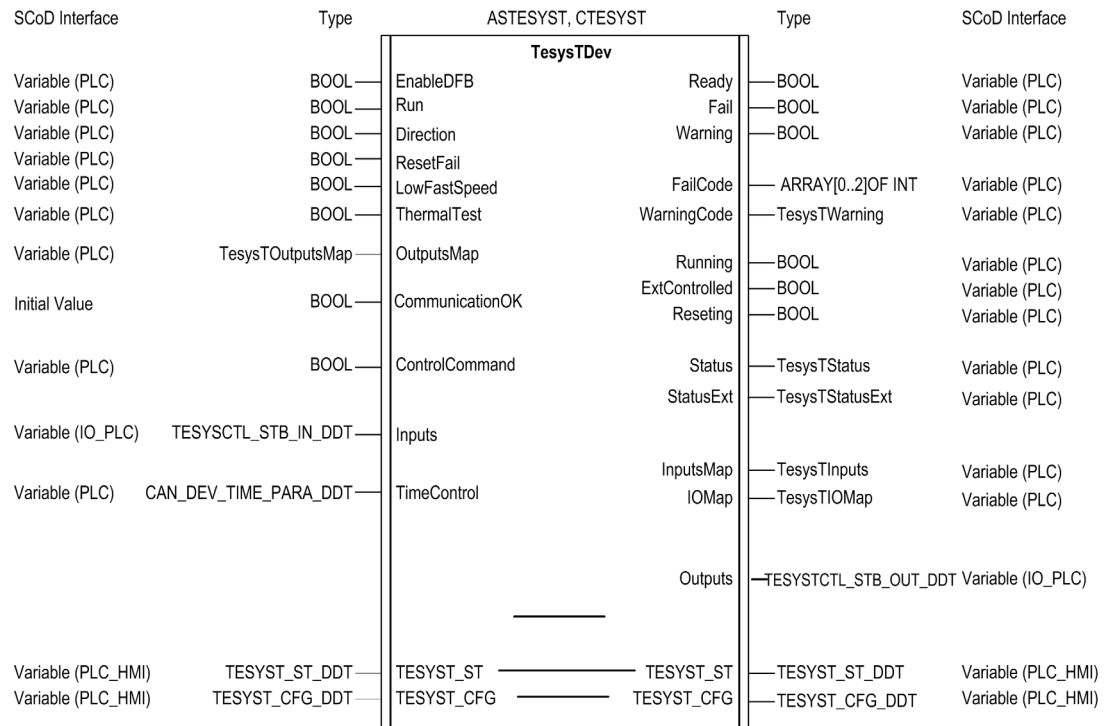 SCoD Interface Type ASTESYST, CTESYST Type SCoD Interface
TesysTDev
Variable (PLC) BOOL EnableDFB Ready BOOL Variable (PLC)
Variable (PLC) BOOL Run Fail BOOL Variable (PLC)
Variable (PLC) BOOL Direction Warning BOOL Variable (PLC)
Variable (PLC) BOOL ResetFail
Variable (PLC) BOOL LowFastSpeed FailCode ARRAY[0..2]OF INT Variable (PLC)
Variable (PLC) BOOL ThermalTest WarningCode TesysTWarning Variable (PLC)
Variable (PLC) TesysTOutputsMap OutputsMap
Running BOOL Variable (PLC)
ExtControlled BOOL Variable (PLC)
Initial Value BOOL CommunicationOK
Reseting BOOL Variable (PLC)
Variable (PLC) BOOL ControlCommand Status TesysTStatus Variable (PLC)
StatusExt TesysTStatusExt Variable (PLC)
Variable (IO_PLC) TESYSCTL_STB_IN_DDT Inputs
InputsMap TesysTInputs Variable (PLC)
Variable (PLC) CAN_DEV_TIME_PARA_DDT TimeControl IOMap TesysTIOMap Variable (PLC)
Outputs TESYSTCTL_STB_OUT_DDT Variable (IO_PLC)
Variable (PLC_HMI) TESYST_ST_DDT TESYST_ST TESYST_ST TESYST_ST_DDT Variable (PLC_HMI)
Variable (PLC_HMI) TESYST_CFG_DDT TESYST_CFG TESYST_CFG TESYST_CFG_DDT Variable (PLC_HMI)